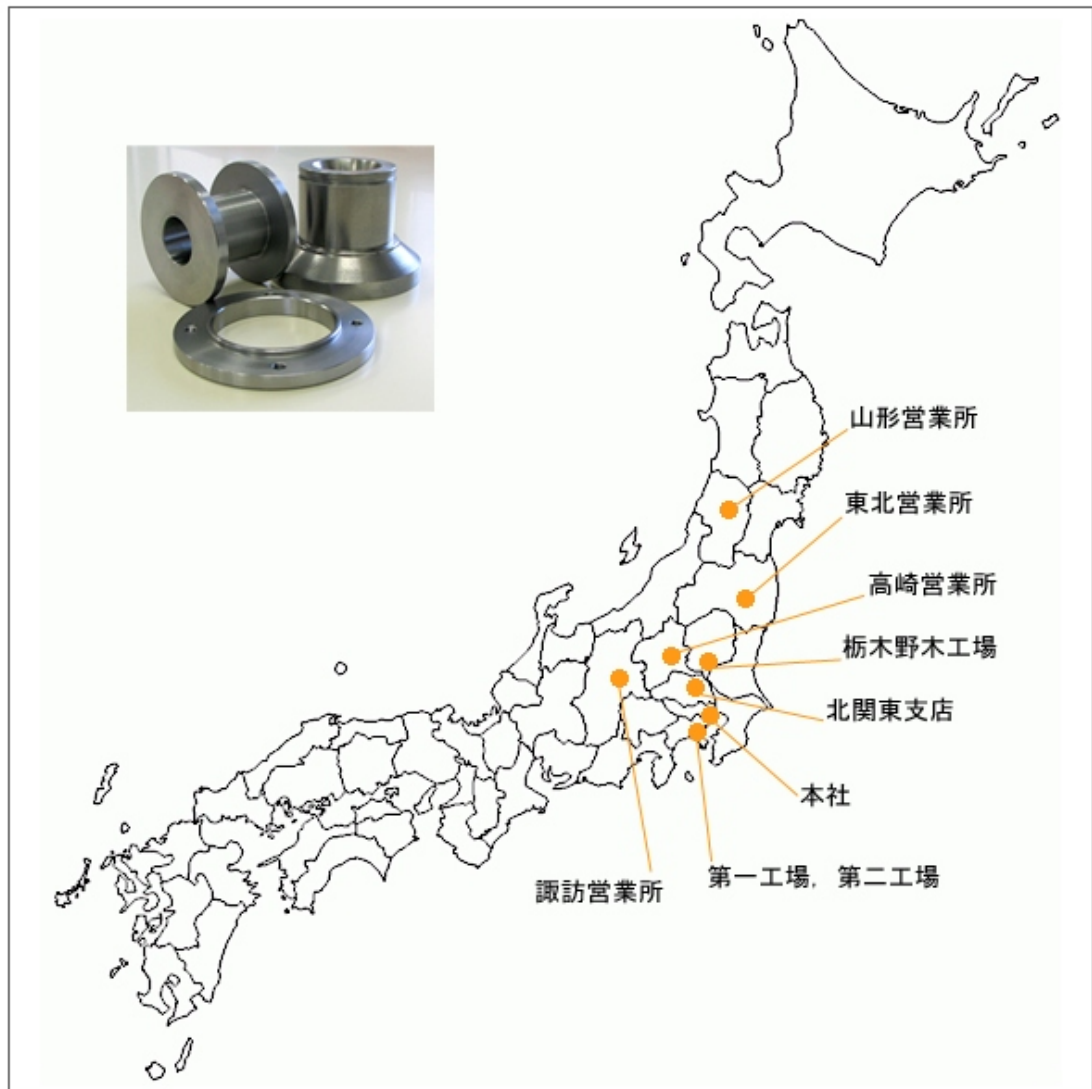 山形営業所
東北営業所
高崎営業所
栃木野木工場
北関東支店
本社
第一工場，第二工場
諏訪営業所